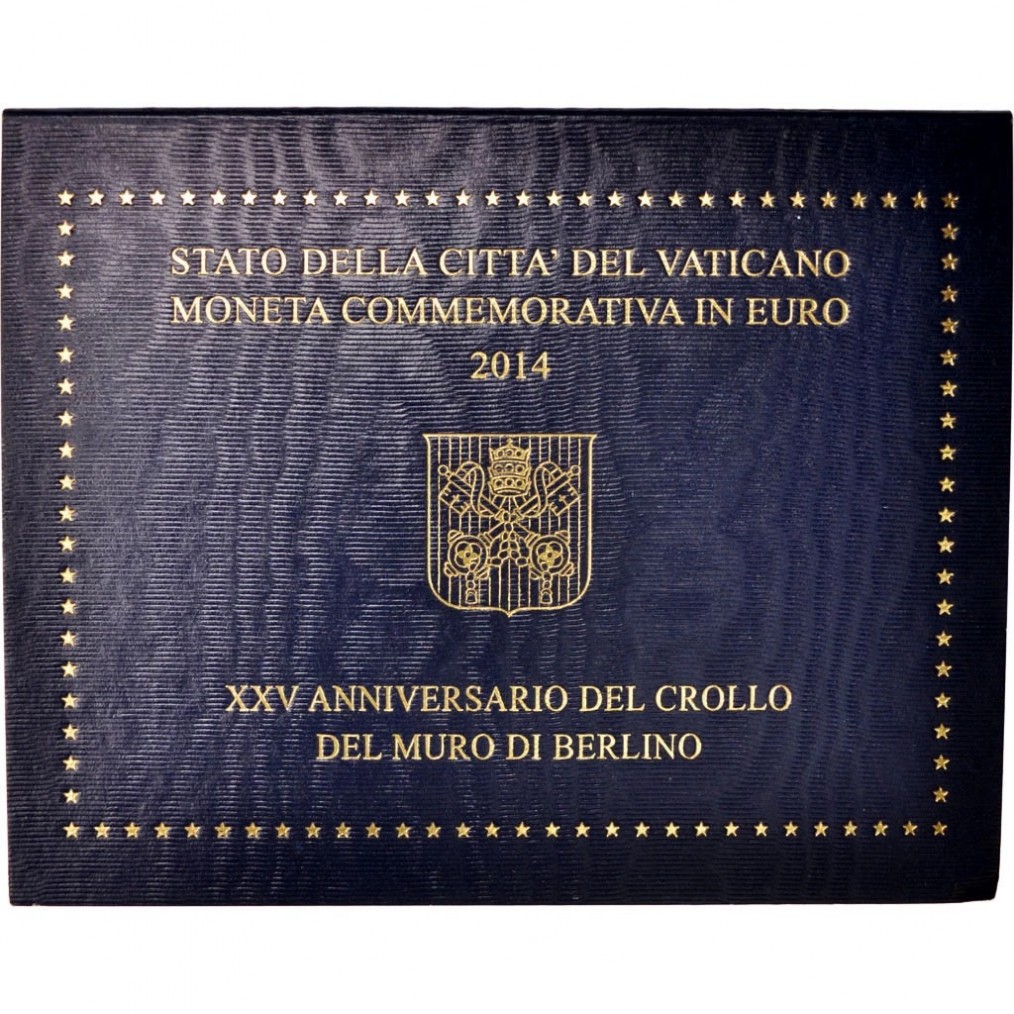 STATO DELLA CITTA' DEL VATICANO
MONETA COMMEMORATIVA IN EURO
2014
XXV ANNIVERSARIO DEL CROLLO
DEL MURO DI BERLINO